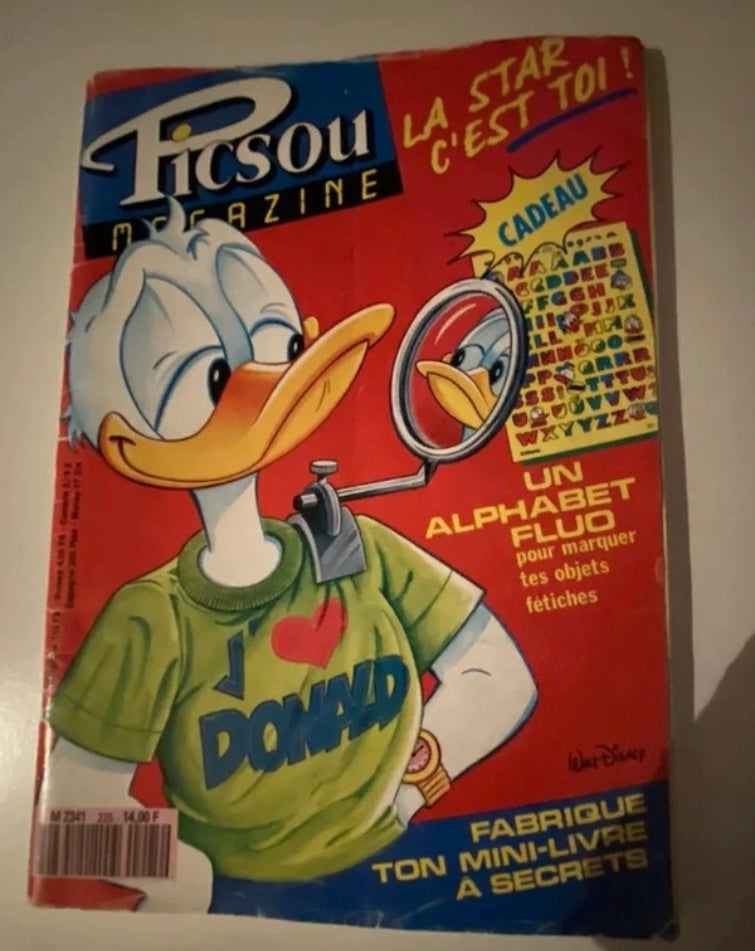 Picsou
MAGAZINE
LA STAR
C'EST TOI !
CADEAU
UN
ALPHABET
FLUO
pour marquer
tes objets
fétiches
J'
DONALD
WALT DISNEY
M 2341 - 225 - 14,00 F
FABRIQUE
TON MINI-LIVRE
À SECRETS